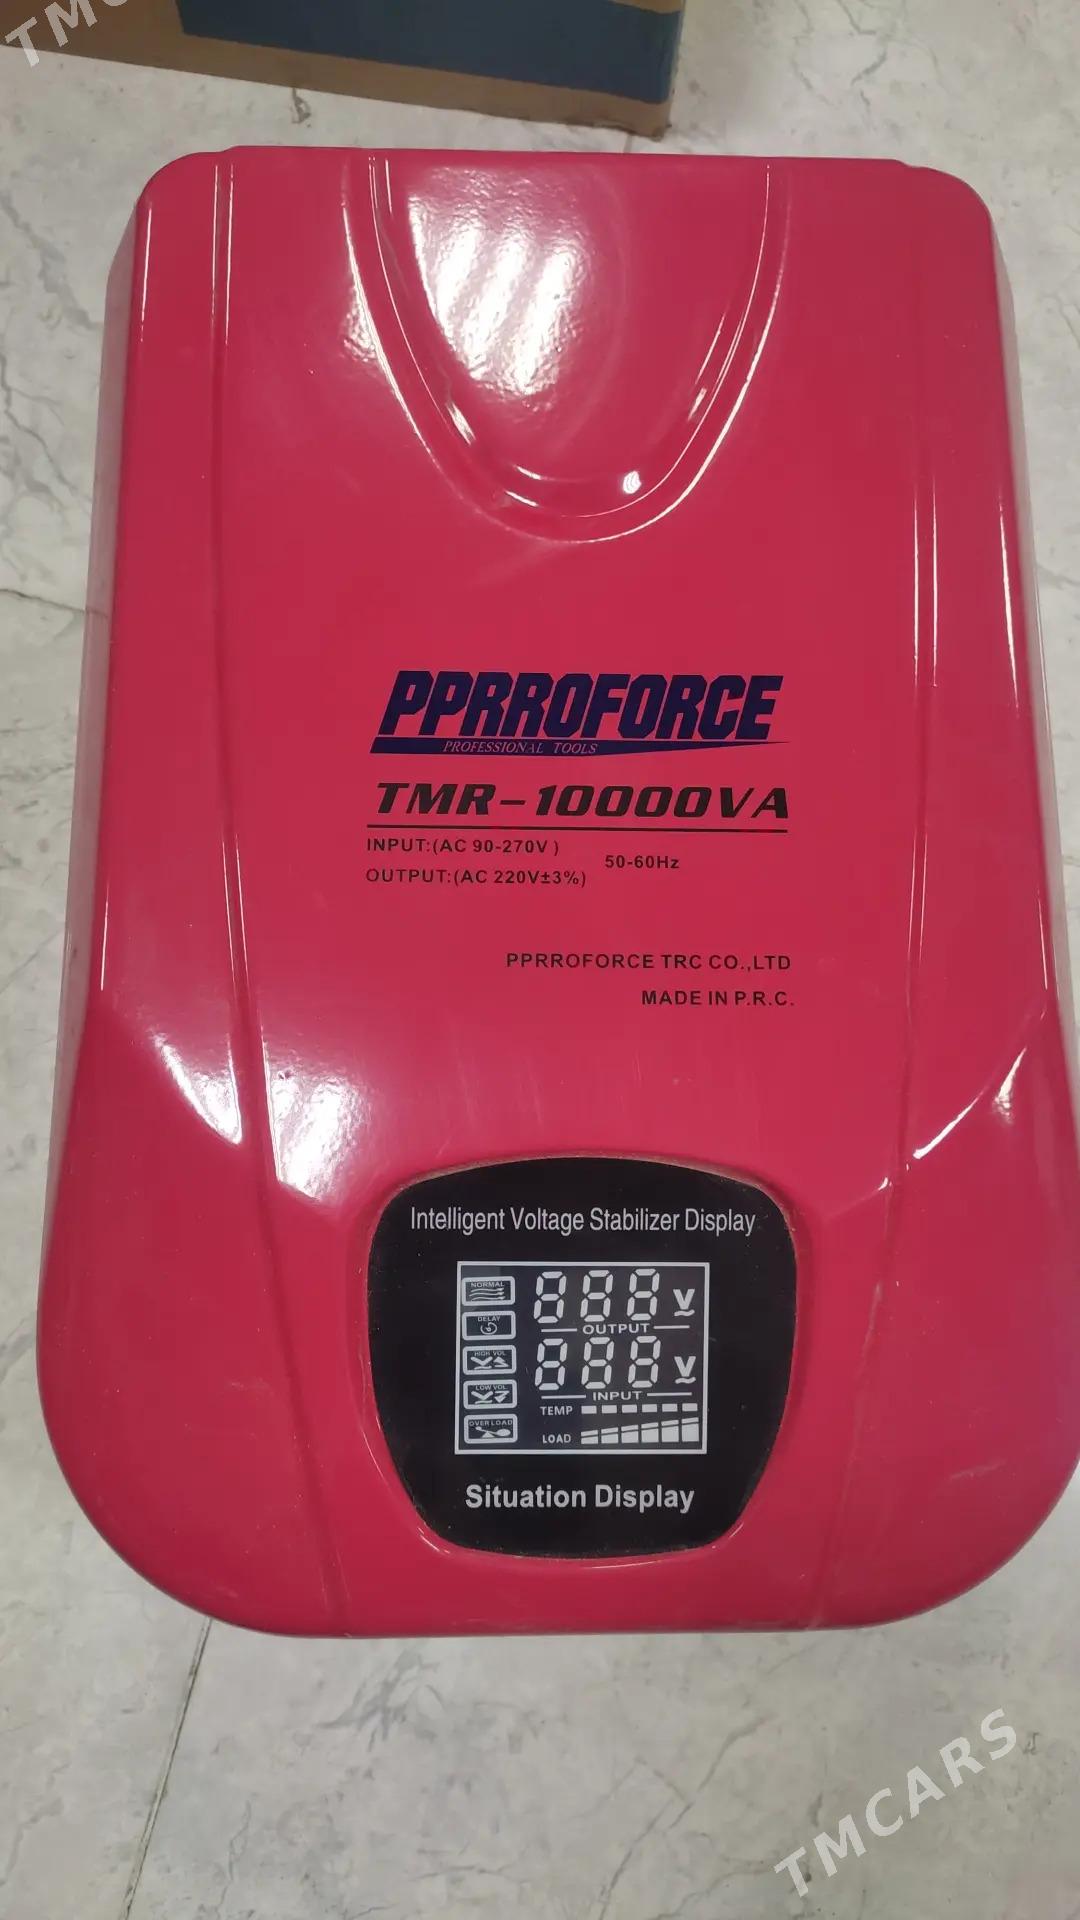 TMC
PPRROFORCE
PROFESSIONAL TOOLS
TMR-10000VA
INPUT:(AC 90-270V)
50-60Hz
OUTPUT:(AC 220V±3%)
PPRROFORCE TRC CO.,LTD
MADE IN P.R.C.
Intelligent Voltage Stabilizer Display
NORMAL
888 V
DELAY
OUTPUT
HIGH VOL
888 V
LOW VOL
INPUT
TEMP
OVER LOAD
LOAD
Situation Display
TMCARS